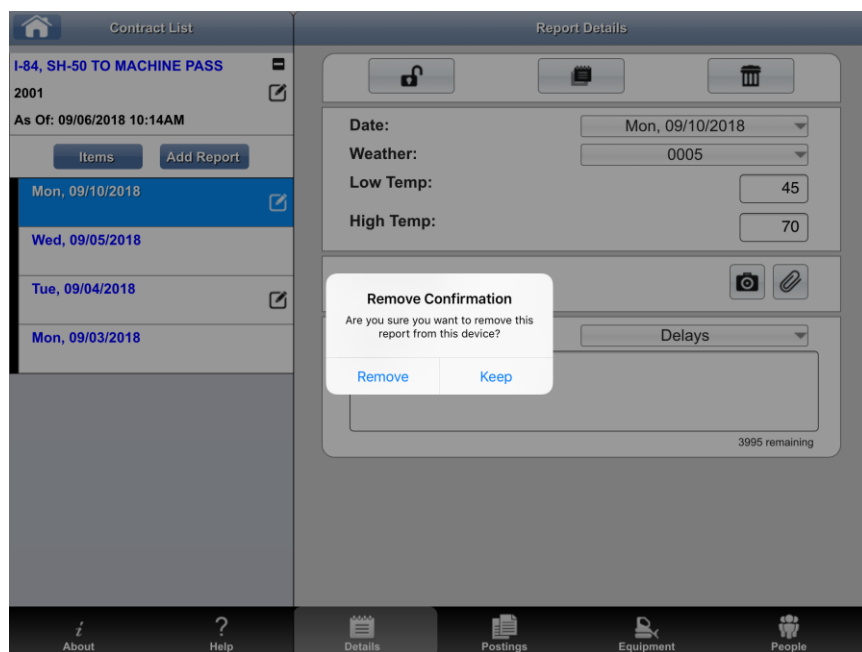 Contract List
Report Details
I-84, SH-50 TO MACHINE PASS
2001
As Of: 09/06/2018 10:14AM
Items
Add Report
Mon, 09/10/2018
Wed, 09/05/2018
Tue, 09/04/2018
Mon, 09/03/2018
Date:
Mon, 09/10/2018
Weather:
0005
Low Temp:
45
High Temp:
70
Remove Confirmation
Are you sure you want to remove this
report from this device?
Remove
Keep
Delays
3995 remaining
i
About
?
Help
Details
Postings
Equipment
People